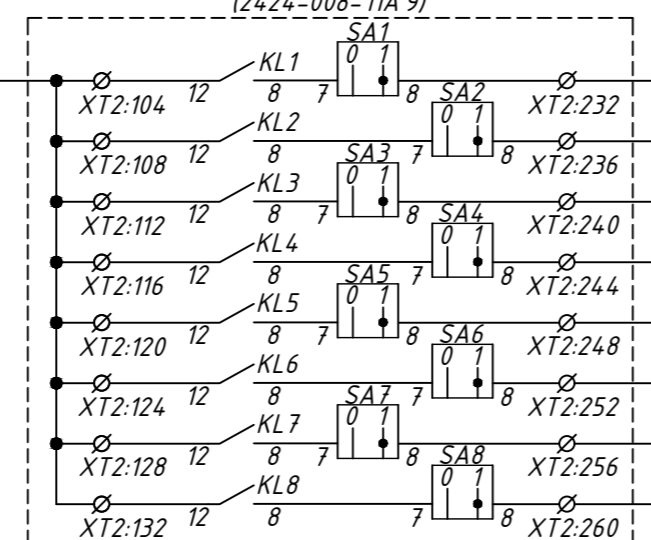 (2424-008-ПА 9)
SA1
0 1
KL1
XT2:104 12 8 7 8 SA2 XT2:232
0 1
KL2
XT2:108 12 8 SA3 7 8 XT2:236
0 1
KL3
XT2:112 12 8 7 8 SA4 XT2:240
0 1
KL4
XT2:116 12 8 SA5 7 8 XT2:244
0 1
KL5
XT2:120 12 8 7 8 SA6 XT2:248
0 1
KL6
XT2:124 12 8 SA7 7 8 XT2:252
0 1
KL7
XT2:128 12 8 7 8 SA8 XT2:256
0 1
KL8
XT2:132 12 8 7 8 XT2:260